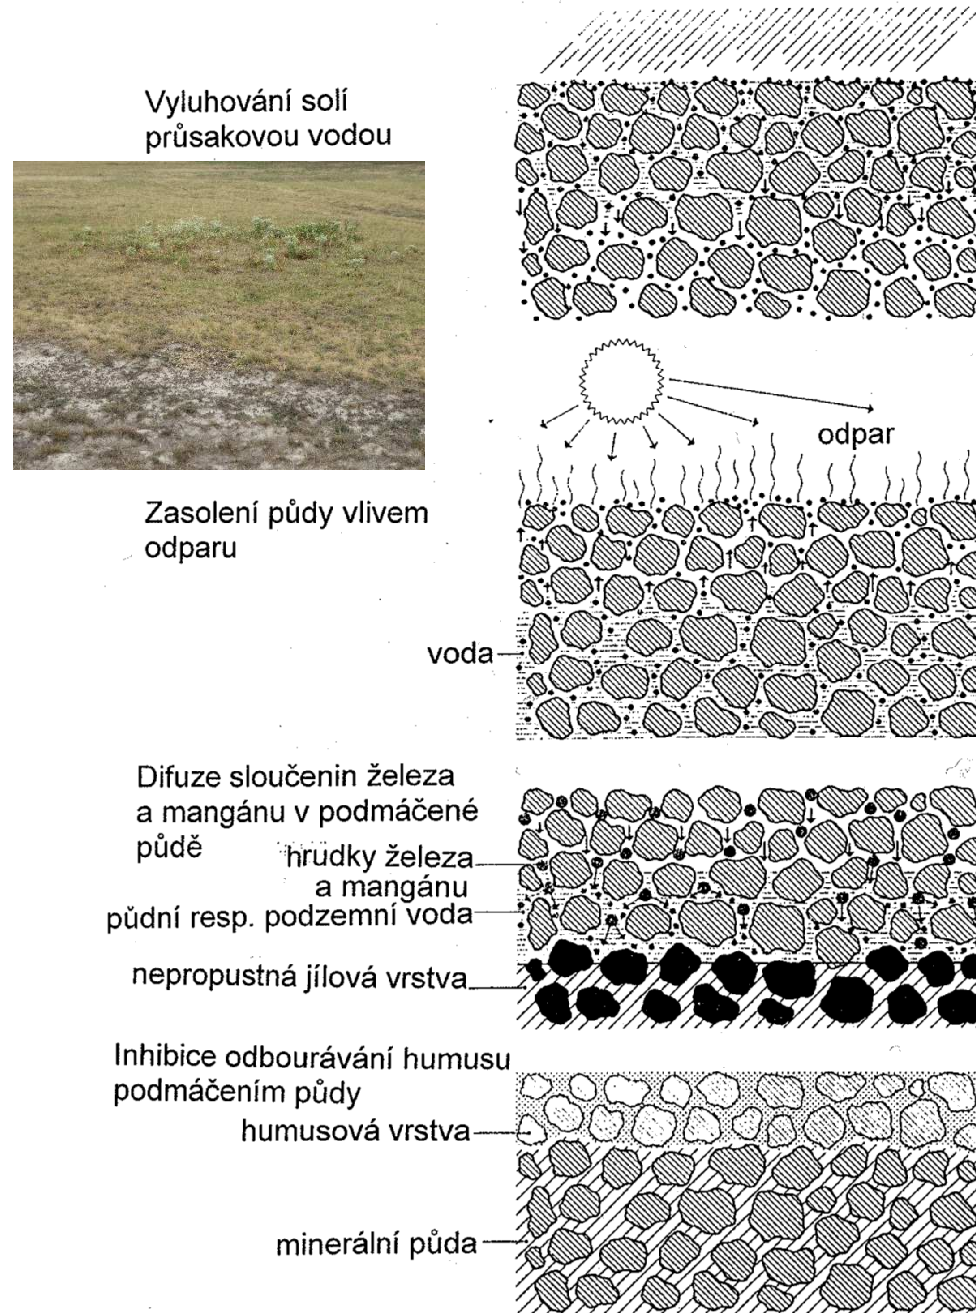 Vyluhování solí
průsakovou vodou
odpar
Zasolení půdy vlivem
odparu
voda
Difuze sloučenin železa
a mangánu v podmáčené
půdě
hrudky železa
a mangánu
půdní resp. podzemní voda
nepropustná jílová vrstva
Inhibice odbourávání humusu
podmáčením půdy
humusová vrstva
minerální půda